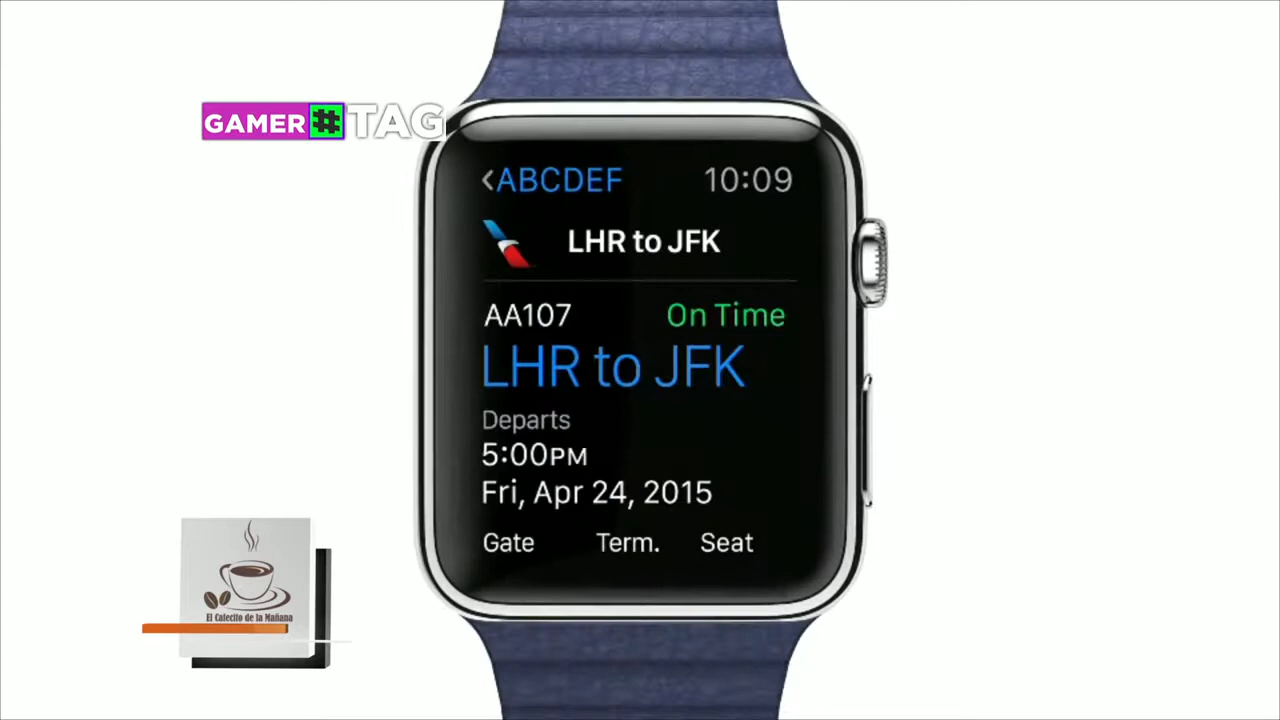 GAMER#TAG
<ABCDEF 10:09
LHR to JFK
AA107 On Time
LHR to JFK
Departs
5:00PM
Fri, Apr 24, 2015
Gate Term. Seat
El Cafecito de la Mañana